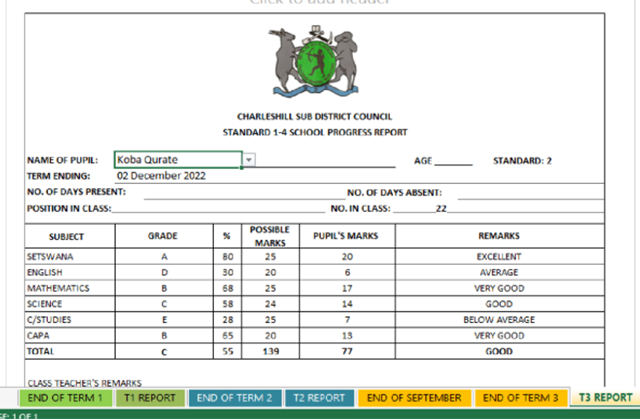 Click to add header
CHARLESHILL SUB DISTRICT COUNCIL
STANDARD 1-4 SCHOOL PROGRESS REPORT
NAME OF PUPIL: Koba Qurate AGE STANDARD: 2
TERM ENDING: 02 December 2022
NO. OF DAYS PRESENT: NO. OF DAYS ABSENT:
POSITION IN CLASS: NO. IN CLASS: 22
SUBJECT GRADE % POSSIBLE MARKS PUPIL'S MARKS REMARKS
SETSWANA A 80 25 20 EXCELLENT
ENGLISH D 30 20 6 AVERAGE
MATHEMATICS B 68 25 17 VERY GOOD
SCIENCE C 58 24 14 GOOD
C/STUDIES E 28 25 7 BELOW AVERAGE
CAPA B 65 20 13 VERY GOOD
TOTAL C 55 139 77 GOOD
CLASS TEACHER'S REMARKS
END OF TERM 1 T1 REPORT END OF TERM 2 T2 REPORT END OF SEPTEMBER END OF TERM 3 T3 REPORT
GE: 1 OF 1